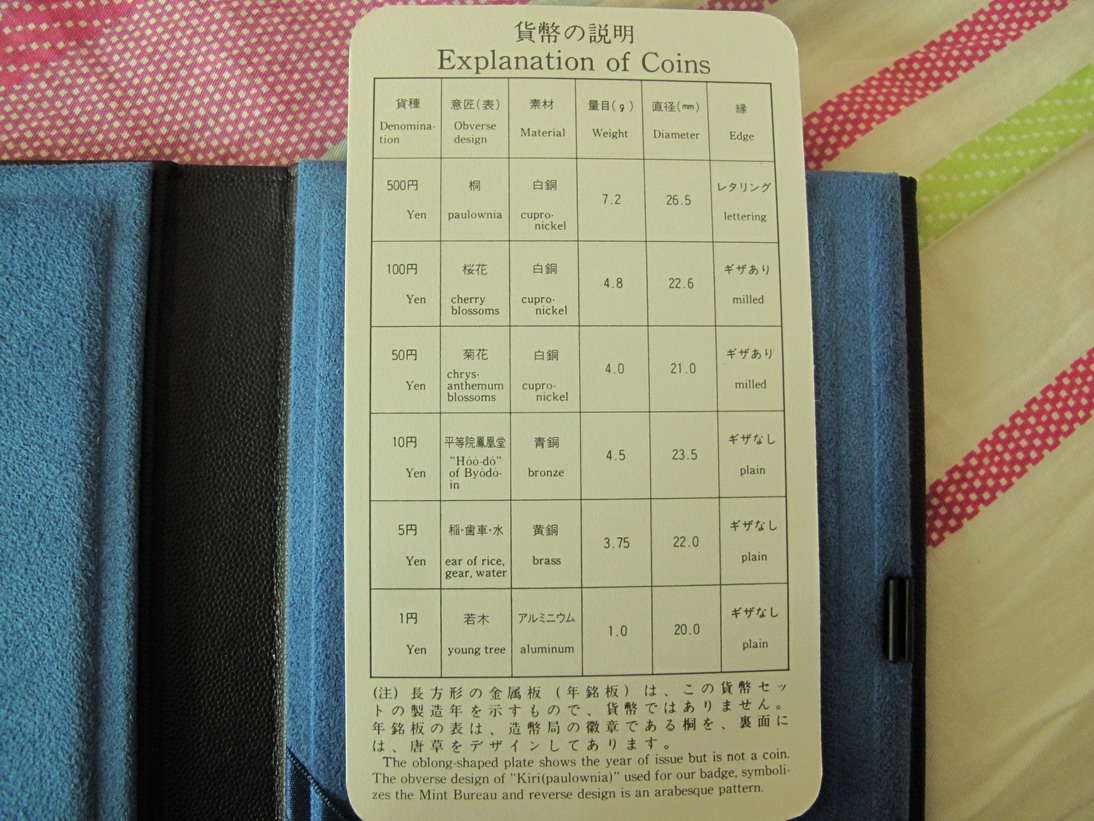 貨幣の説明
Explanation of Coins
貨種 意匠(表) 素材 量目(g) 直径(mm) 縁
Denomina-
tion
Obverse
design
Material Weight Diameter Edge
500円 桐 白銅 7.2 26.5 レタリング
Yen paulownia cupro-
nickel
lettering
100円 桜花 白銅 4.8 22.6 ギザあり
Yen cherry
blossoms
cupro-
nickel
milled
50円 菊花 白銅 4.0 21.0 ギザあり
Yen chrys-
anthemum
blossoms
cupro-
nickel
milled
10円 平等院鳳凰堂 青銅 4.5 23.5 ギザなし
Yen "Hōō-dō"
of Byōdō-
in
bronze plain
5円 稲・歯車・水 黄銅 3.75 22.0 ギザなし
Yen ear of rice,
gear, water
brass plain
1円 若木 アルミニウム 1.0 20.0 ギザなし
Yen young tree aluminum plain
(注) 長方形の金属板(年銘板)は、この貨幣セッ
トの製造年を示すもので、貨幣ではありません。
年銘板の表は、造幣局の徽章である桐を、裏面に
は、唐草をデザインしてあります。
The oblong-shaped plate shows the year of issue but is not a coin.
The obverse design of "Kiri(paulownia)" used for our badge, symboli-
zes the Mint Bureau and reverse design is an arabesque pattern.